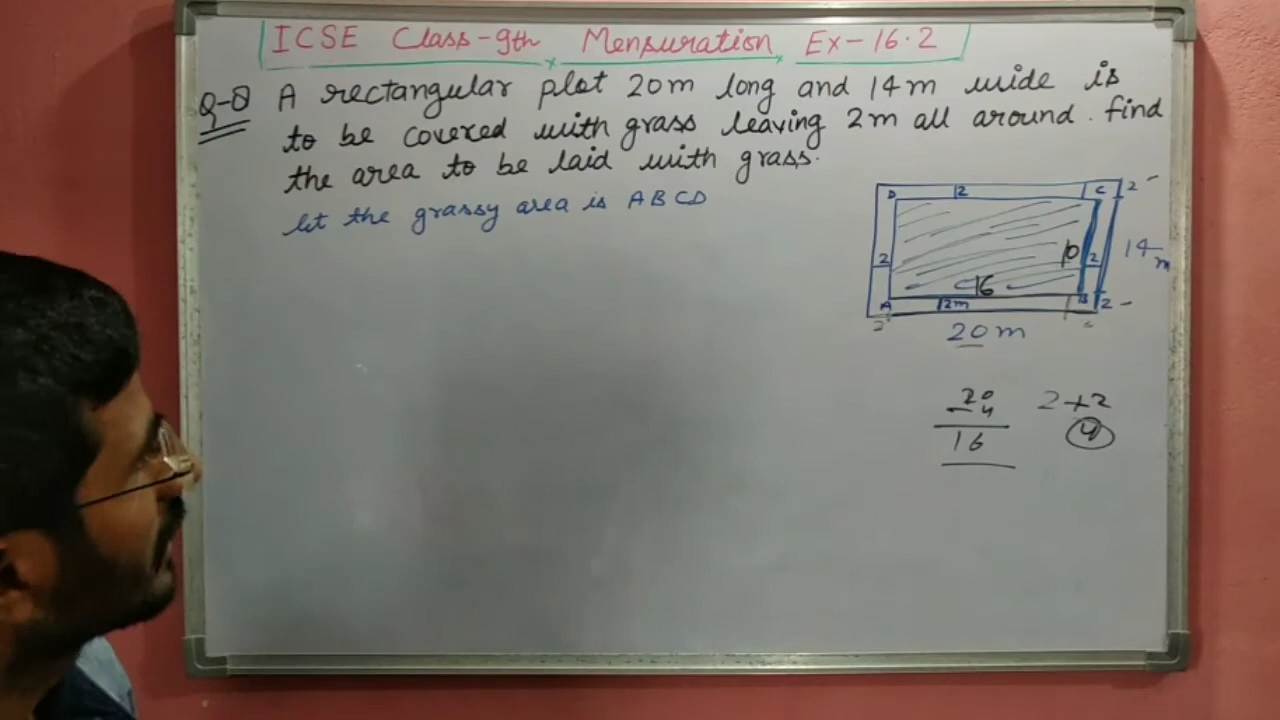 ICSE Class-9th Mensuration Ex-16.2
Q-8 A rectangular plot 20m long and 14m wide is
to be covered with grass leaving 2m all around. find
the area to be laid with grass.
let the grassy area is ABCD
D 2 C 2
2 10 2 14m
16
A 2m B 2
2
20 m
20 2+2
-4 4
16